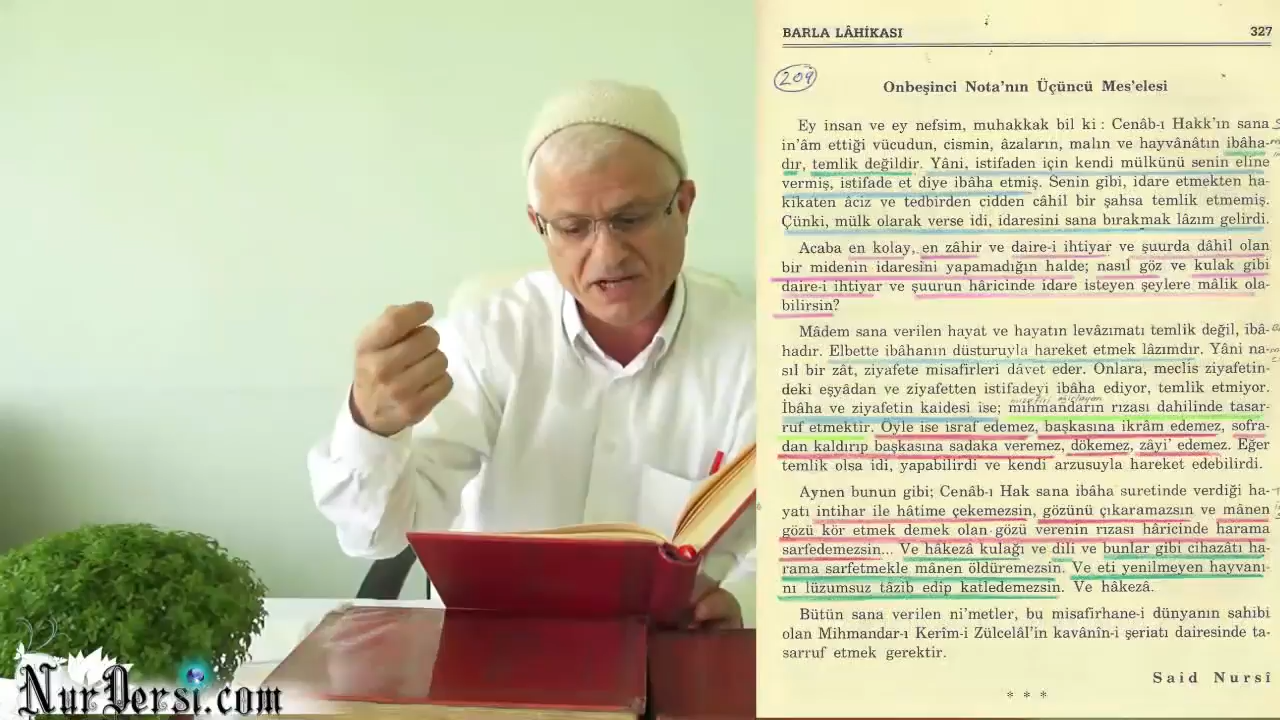 BARLA LÂHİKASI 327
209
Onbeşinci Nota'nın Üçüncü Mes'elesi
Ey insan ve ey nefsim, muhakkak bil ki : Cenâb-ı Hakk'ın sana
in'âm ettiği vücudun, cismin, âzaların, malın ve hayvânâtın ibâha-
dır, temlik değildir. Yâni, istifaden için kendi mülkünü senin eline
vermiş, istifade et diye ibâha etmiş. Senin gibi, idare etmekten ha-
kikaten âciz ve tedbirden cidden câhil bir şahsa temlik etmemiş.
Çünki, mülk olarak verse idi, idaresini sana bırakmak lâzım gelirdi.
Acaba en kolay, en zâhir ve daire-i ihtiyar ve şuurda dâhil olan
bir midenin idaresini yapamadığın halde; nasıl göz ve kulak gibi
daire-i ihtiyar ve şuurun hâricinde idare isteyen şeylere mâlik ola-
bilirsin?
Mâdem sana verilen hayat ve hayatın levâzımatı temlik değil, ibâ-
hadır. Elbette ibâhanın düsturuyla hareket etmek lâzımdır. Yâni na-
sıl bir zât, ziyafete misafirleri dâvet eder. Onlara, meclis ziyafetin-
deki eşyâdan ve ziyafetten istifadeyi ibâha ediyor, temlik etmiyor.
İbâha ve ziyafetin kaidesi ise; mihmandarın rızası dahilinde tasar-
ruf etmektir. Öyle ise israf edemez, başkasına ikrâm edemez, sofra-
dan kaldırıp başkasına sadaka veremez, dökemez, zâyi' edemez. Eğer
temlik olsa idi, yapabilirdi ve kendi arzusuyla hareket edebilirdi.
Aynen bunun gibi; Cenâb-ı Hak sana ibâha suretinde verdiği ha-
yatı intihar ile hâtime çekemezsin, gözünü çıkaramazsın ve mânen
gözü kör etmek demek olan gözü verenin rızası hâricinde harama
sarfedemezsin... Ve hâkezâ kulağı ve dili ve bunlar gibi cihazâtı ha-
rama sarfetmekle mânen öldüremezsin. Ve eti yenilmeyen hayvanı-
nı lüzumsuz tâzib edip katledemezsin. Ve hâkezâ.
Bütün sana verilen ni'metler, bu misafirhane-i dünyanın sahibi
olan Mihmandar-ı Kerîm-i Zülcelâl'in kavânîn-i şeriatı dairesinde ta-
sarruf etmek gerektir.
Said Nursî
* * *
NurDersi.com